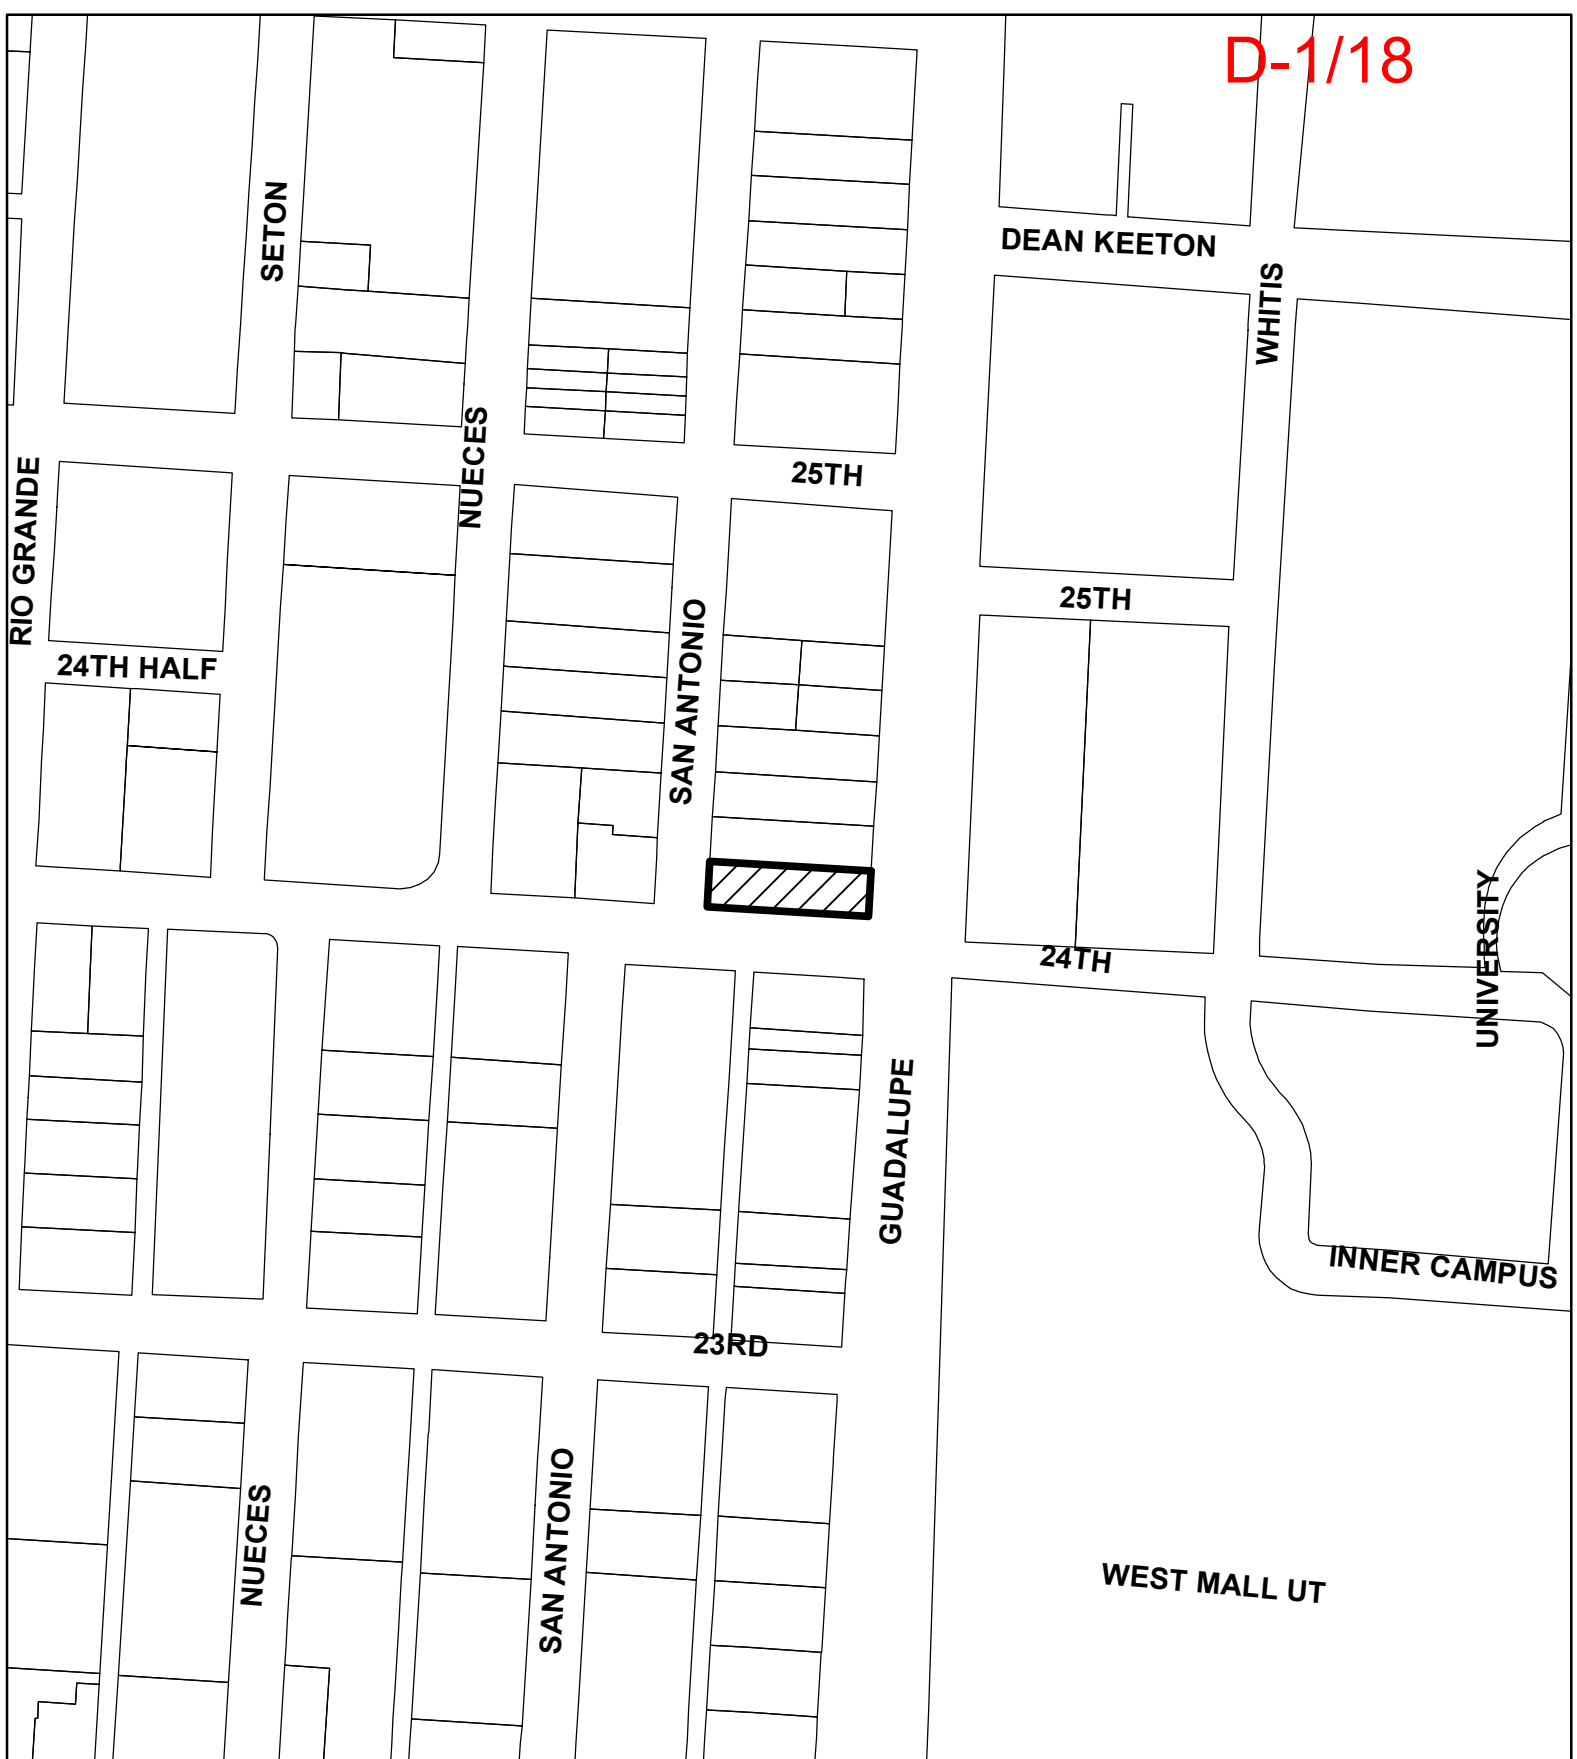 D-1/18
SETON
DEAN KEETON
WHITIS
NUECES
25TH
RIO GRANDE
25TH
SAN ANTONIO
24TH HALF
UNIVERSITY
24TH
GUADALUPE
INNER CAMPUS
23RD
NUECES
SAN ANTONIO
WEST MALL UT